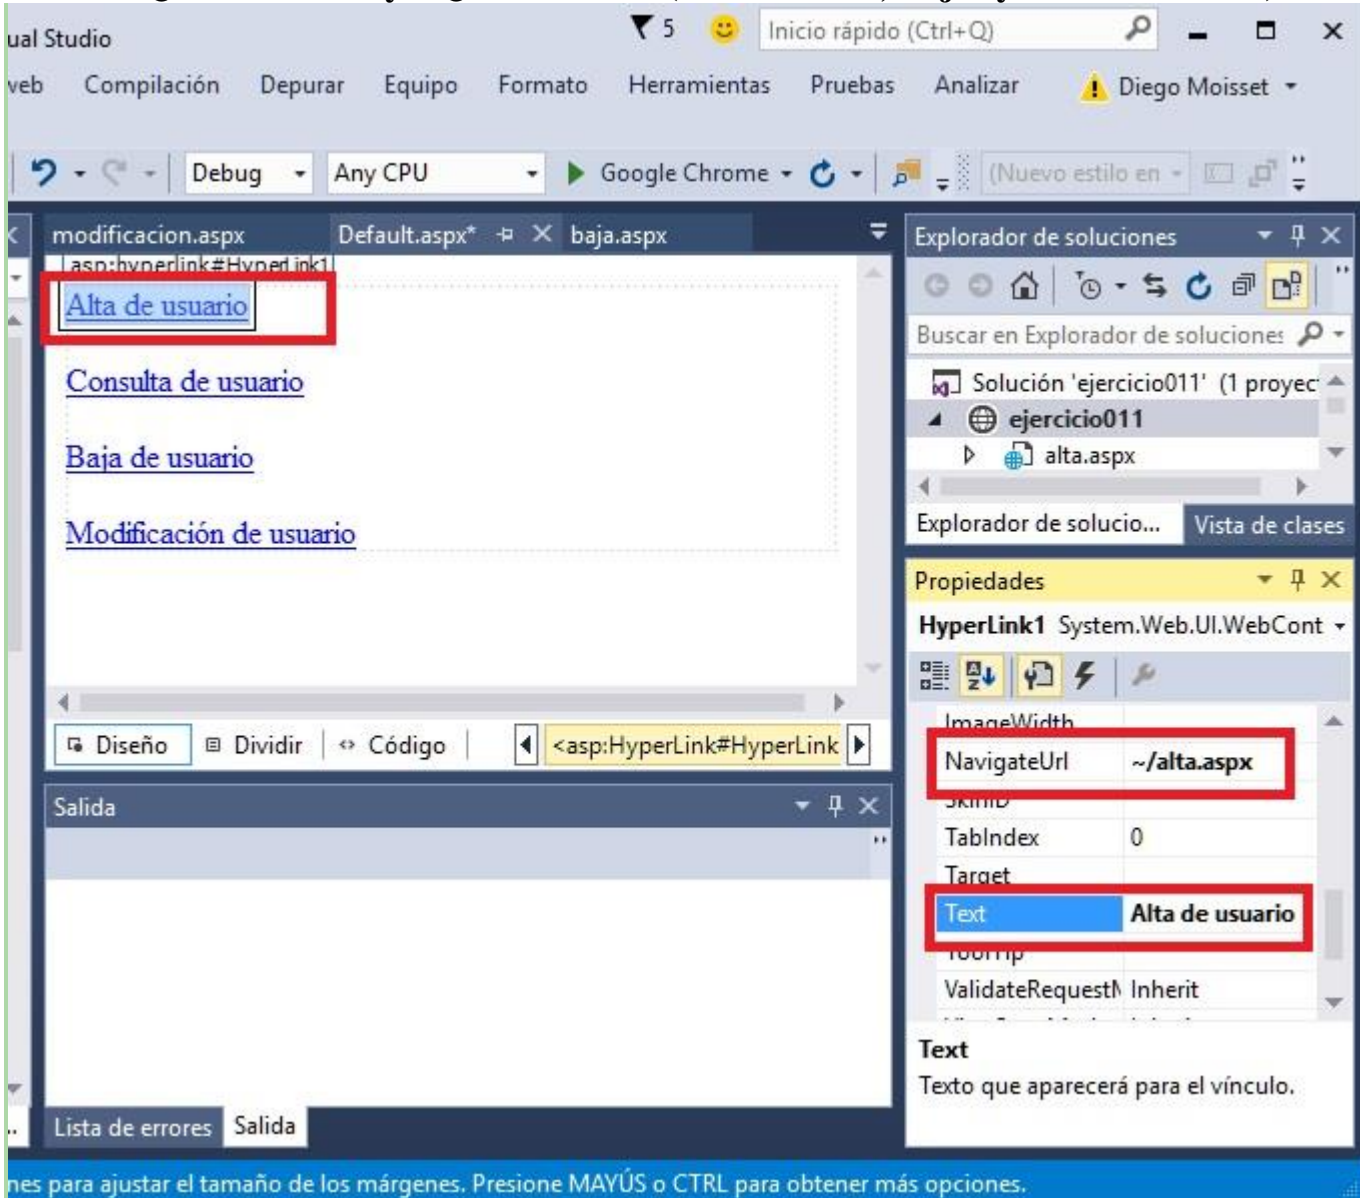 ual Studio
5
Inicio rápido (Ctrl+Q)
web Compilación Depurar Equipo Formato Herramientas Pruebas Analizar Diego Moisset
Debug Any CPU Google Chrome (Nuevo estilo en
modificacion.aspx Default.aspx* baja.aspx
asp:hyperlink#HyperLink1
Alta de usuario
Consulta de usuario
Baja de usuario
Modificación de usuario
Diseño Dividir Código <asp:HyperLink#HyperLink
Salida
Lista de errores Salida
Explorador de soluciones
Buscar en Explorador de soluciones
Solución 'ejercicio011' (1 proyec
ejercicio011
alta.aspx
Explorador de solucio... Vista de clases
Propiedades
HyperLink1 System.Web.UI.WebCont
ImageWidth
NavigateUrl ~/alta.aspx
SkinID
TabIndex 0
Target
Text Alta de usuario
ToolTip
ValidateRequestM Inherit
Text
Texto que aparecerá para el vínculo.
nes para ajustar el tamaño de los márgenes. Presione MAYÚS o CTRL para obtener más opciones.